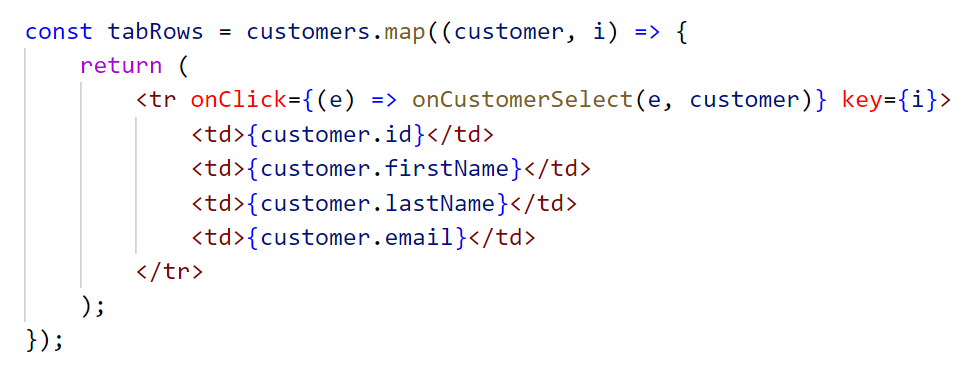 const tabRows = customers.map((customer, i) => {
    return (
        <tr onClick={(e) => onCustomerSelect(e, customer)} key={i}>
            <td>{customer.id}</td>
            <td>{customer.firstName}</td>
            <td>{customer.lastName}</td>
            <td>{customer.email}</td>
        </tr>
    );
});